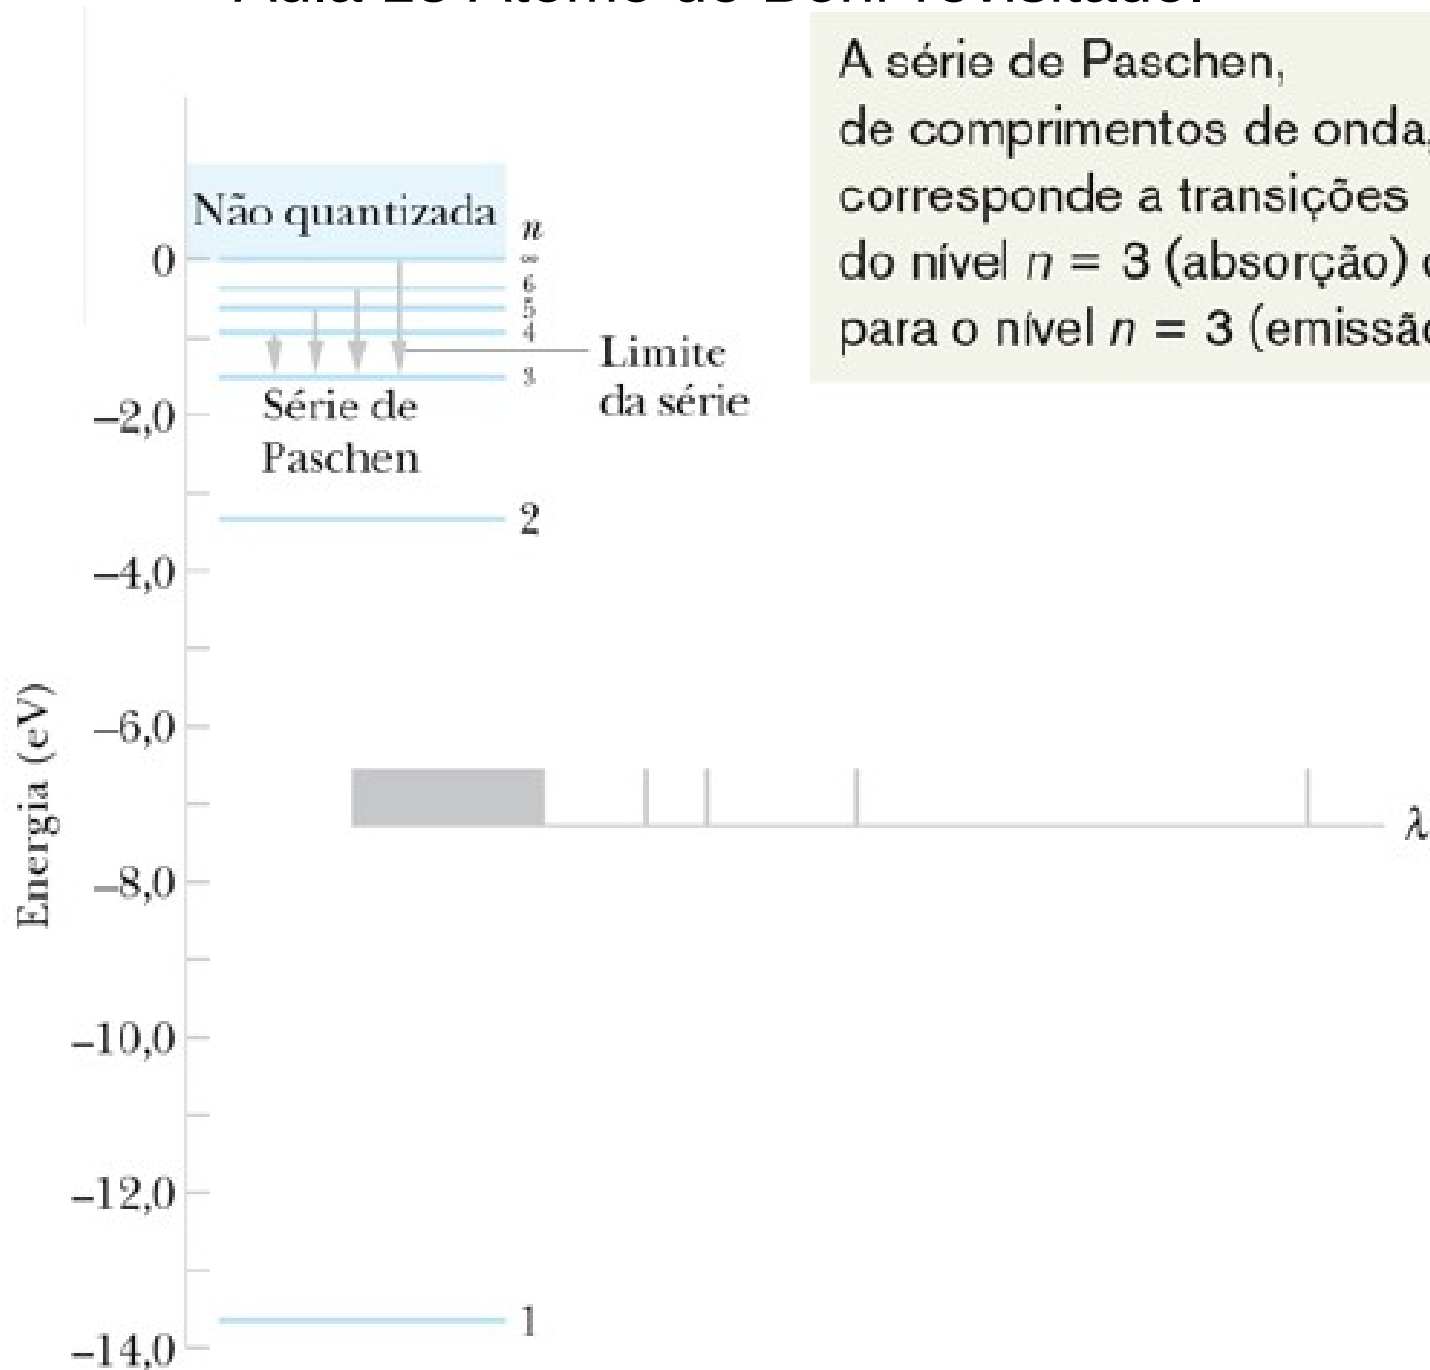 A série de Paschen,
de comprimentos de onda,
corresponde a transições
do nível n = 3 (absorção)
para o nível n = 3 (emissão
Não quantizada
n
0
∞
6
5
4
3
Limite
da série
Série de
Paschen
–2,0
2
–4,0
–6,0
Energia (eV)
λ
–8,0
–10,0
–12,0
1
–14,0